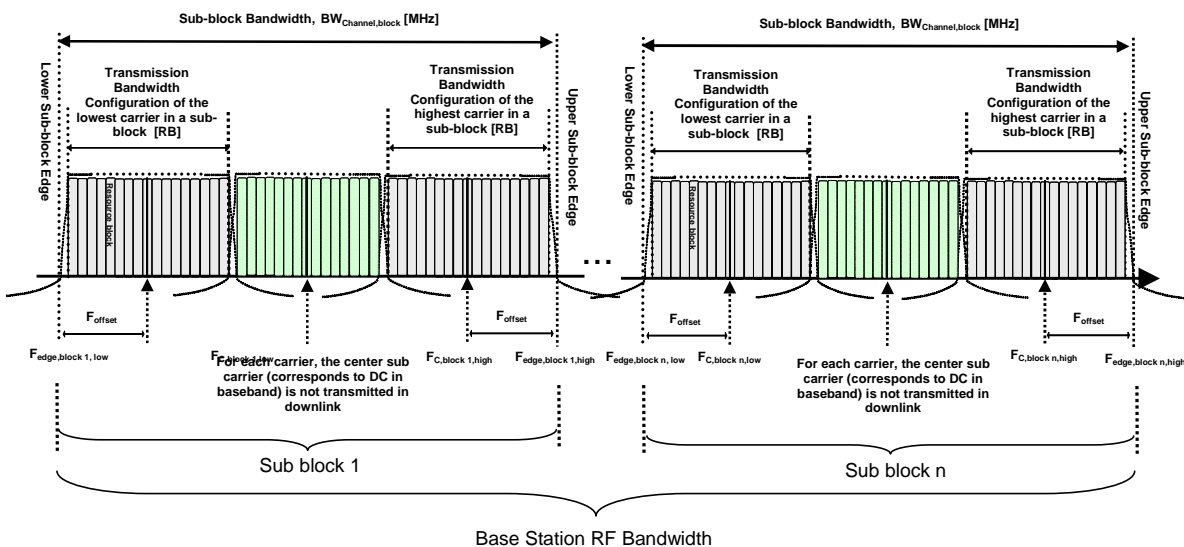 Sub-block Bandwidth, BWChannel,block [MHz]
Sub-block Bandwidth, BWChannel,block [MHz]
Lower Sub-block Edge
Transmission
Bandwidth
Configuration of the
lowest carrier in a sub-
block [RB]
Transmission
Bandwidth
Configuration of the
highest carrier in a
sub-block [RB]
Upper Sub-block Edge
Lower Sub-block Edge
Transmission
Bandwidth
Configuration of the
lowest carrier in a
sub-block [RB]
Transmission
Bandwidth
Configuration of the
highest carrier in a
sub-block [RB]
Upper Sub-block Edge
Resource block
Resource block
...
Foffset
Foffset
Foffset
Foffset
Fedge,block 1, low
FC,block 1,low
FC,block 1,high
Fedge,block 1,high
Fedge,block n, low
FC,block n,low
FC,block n,high
Fedge,block n,high
For each carrier, the center sub
carrier (corresponds to DC in
baseband) is not transmitted in
downlink
For each carrier, the center sub
carrier (corresponds to DC in
baseband) is not transmitted in
downlink
Sub block 1
Sub block n
Base Station RF Bandwidth